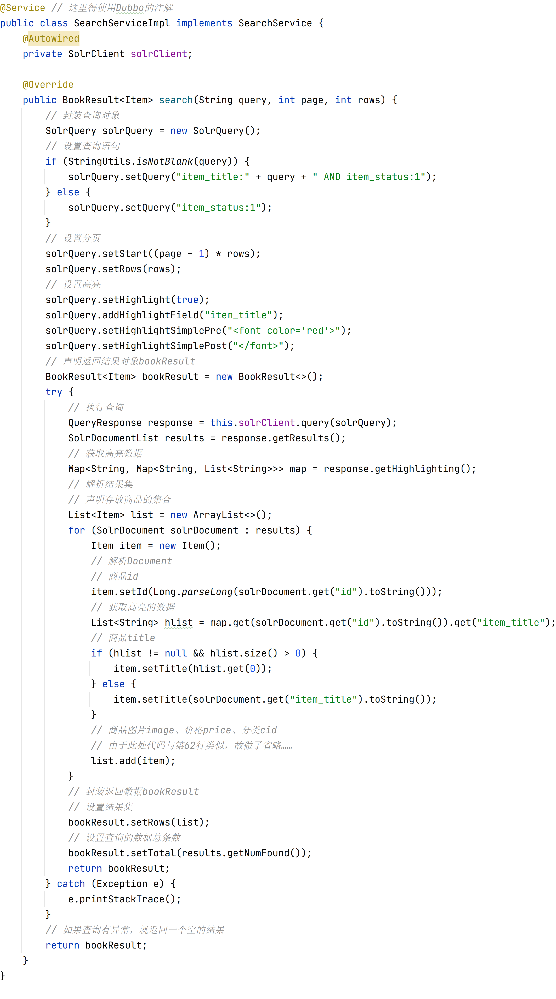 @Service // 这里得使用Dubbo的注解
public class SearchServiceImpl implements SearchService {
    @Autowired
    private SolrClient solrClient;

    @Override
    public BookResult<Item> search(String query, int page, int rows) {
        // 封装查询对象
        SolrQuery solrQuery = new SolrQuery();
        // 设置查询语句
        if (StringUtils.isNotBlank(query)) {
            solrQuery.setQuery("item_title:" + query + " AND item_status:1");
        } else {
            solrQuery.setQuery("item_status:1");
        }
        // 设置分页
        solrQuery.setStart((page - 1) * rows);
        solrQuery.setRows(rows);
        // 设置高亮
        solrQuery.setHighlight(true);
        solrQuery.addHighlightField("item_title");
        solrQuery.setHighlightSimplePre("<font color='red'>");
        solrQuery.setHighlightSimplePost("</font>");
        // 声明返回结果对象bookResult
        BookResult<Item> bookResult = new BookResult<>();
        try {
            // 执行查询
            QueryResponse response = this.solrClient.query(solrQuery);
            SolrDocumentList results = response.getResults();
            // 获取高亮数据
            Map<String, Map<String, List<String>>> map = response.getHighlighting();
            // 解析结果集
            // 声明存放商品的集合
            List<Item> list = new ArrayList<>();
            for (SolrDocument solrDocument : results) {
                Item item = new Item();
                // 解析Document
                // 商品id
                item.setId(Long.parseLong(solrDocument.get("id").toString()));
                // 获取高亮的数据
                List<String> hlist = map.get(solrDocument.get("id").toString()).get("item_title");
                // 商品title
                if (hlist != null && hlist.size() > 0) {
                    item.setTitle(hlist.get(0));
                } else {
                    item.setTitle(solrDocument.get("item_title").toString());
                }
                // 商品图片image、价格price、分类cid
                // 由于此处代码与第62行类似，故做了省略……
                list.add(item);
            }
            // 封装返回数据bookResult
            // 设置结果集
            bookResult.setRows(list);
            // 设置查询的数据总条数
            bookResult.setTotal(results.getNumFound());
            return bookResult;
        } catch (Exception e) {
            e.printStackTrace();
        }
        // 如果查询有异常，就返回一个空的结果
        return bookResult;
    }
}